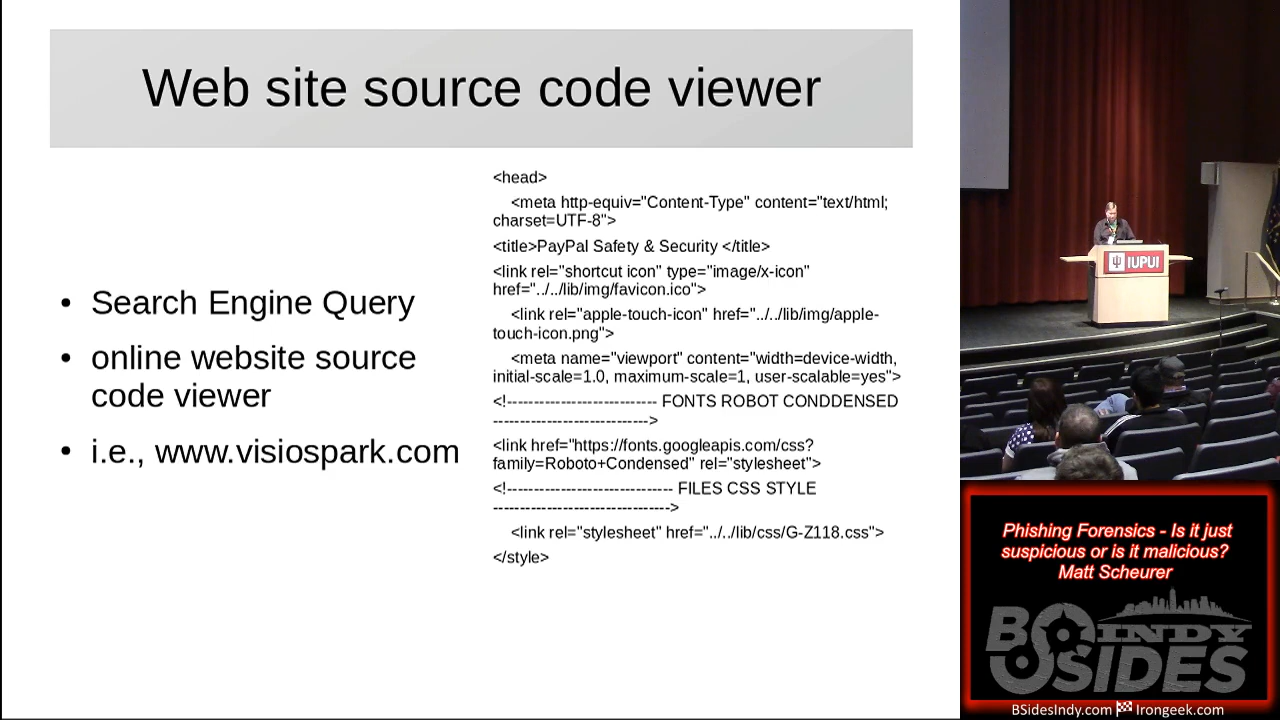 Web site source code viewer
• Search Engine Query
• online website source
code viewer
• i.e., www.visiospark.com
<head>
<meta http-equiv="Content-Type" content="text/html;
charset=UTF-8">
<title>PayPal Safety & Security </title>
<link rel="shortcut icon" type="image/x-icon"
href="../../lib/img/favicon.ico">
<link rel="apple-touch-icon" href="../../lib/img/apple-
touch-icon.png">
<meta name="viewport" content="width=device-width,
initial-scale=1.0, maximum-scale=1, user-scalable=yes">
<!---------------------------- FONTS ROBOT CONDDENSED
----------------------------->
<link href="https://fonts.googleapis.com/css?
family=Roboto+Condensed" rel="stylesheet">
<!------------------------------- FILES CSS STYLE
--------------------------------->
<link rel="stylesheet" href="../../lib/css/G-Z118.css">
</style>
IUPUI
Phishing Forensics - Is it just
suspicious or is it malicious?
Matt Scheurer
BSIDES
INDY
BSidesIndy.com Irongeek.com